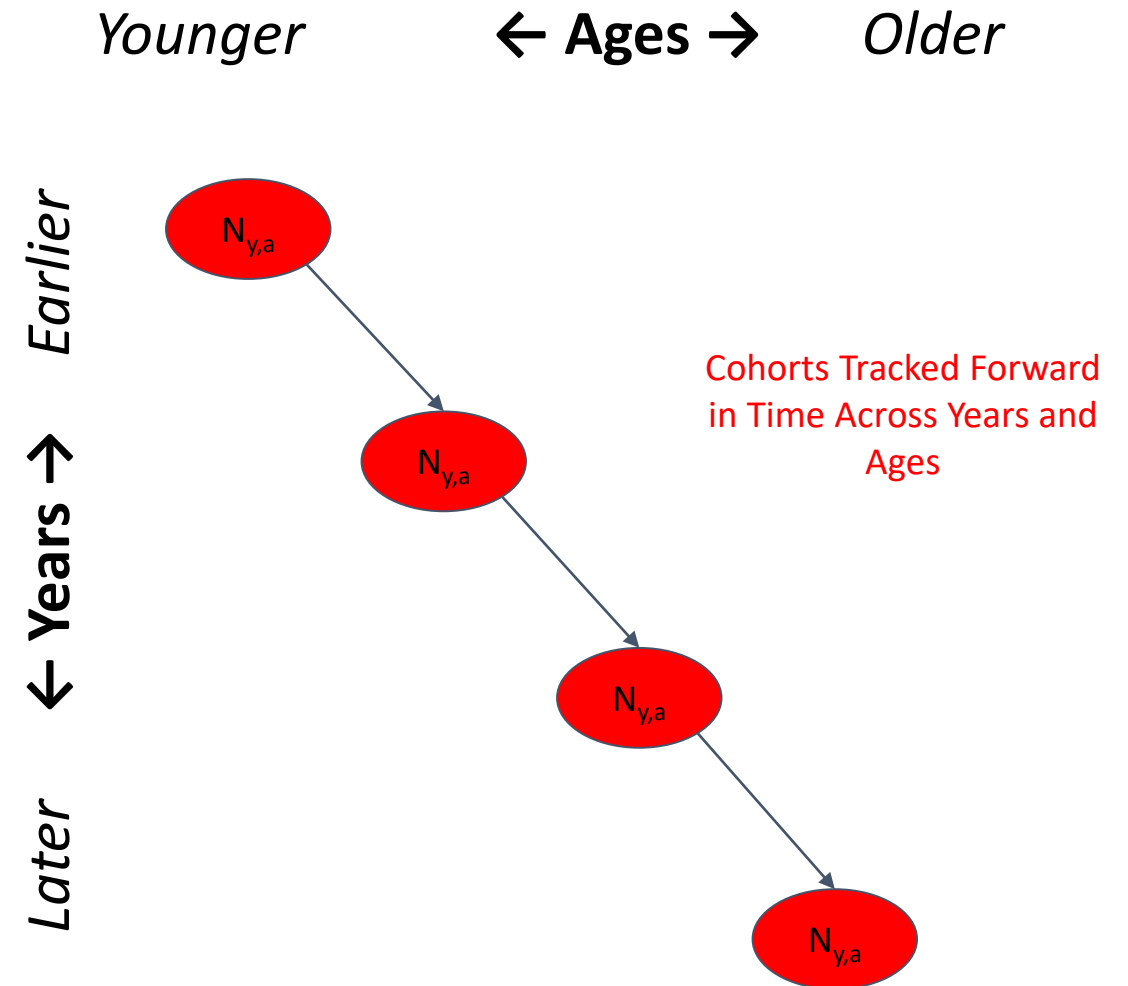 Younger ← Ages → Older
Earlier
← Years →
Later
N_y,a
Cohorts Tracked Forward
in Time Across Years and
Ages
N_y,a
N_y,a
N_y,a